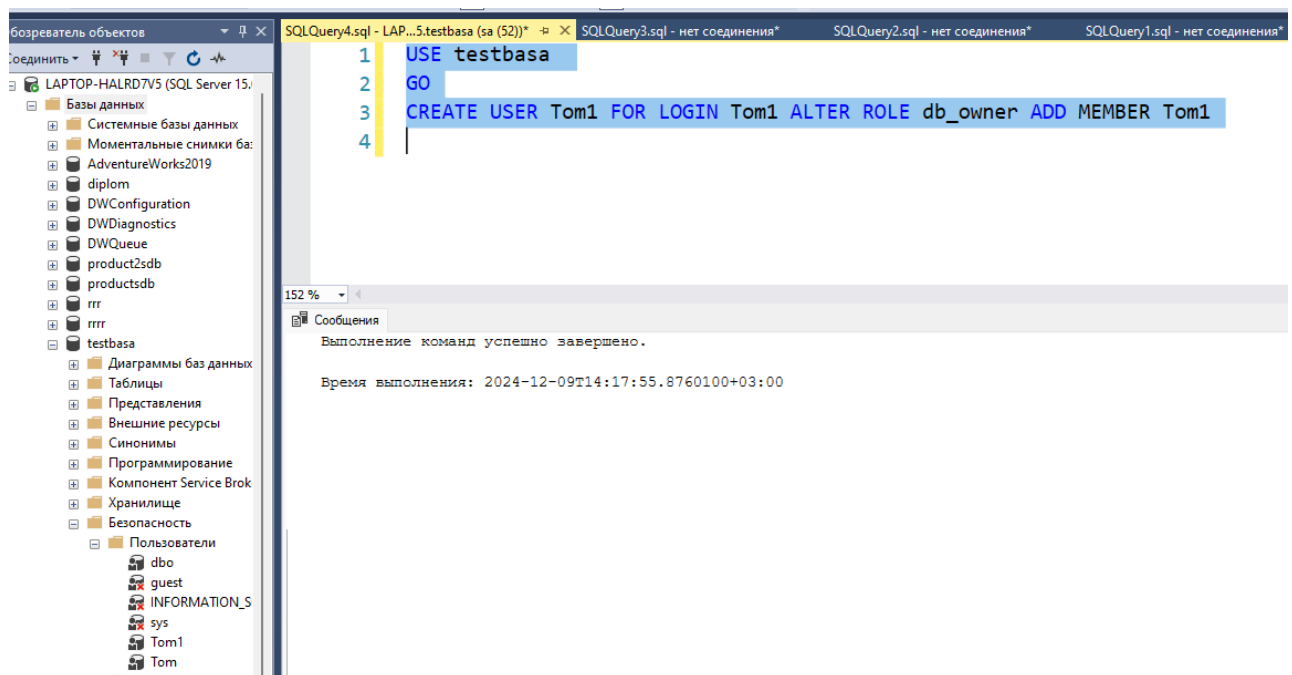 бозреватель объектов
SQLQuery4.sql - LAP...5.testbasa (sa (52))* SQLQuery3.sql - нет соединения* SQLQuery2.sql - нет соединения* SQLQuery1.sql - нет соединения*
Соединить
LAPTOP-HALRD7V5 (SQL Server 15.
Базы данных
Системные базы данных
Моментальные снимки ба
AdventureWorks2019
diplom
DWConfiguration
DWDiagnostics
DWQueue
product2sdb
productsdb
rrr
rrrr
testbasa
Диаграммы баз данных
Таблицы
Представления
Внешние ресурсы
Синонимы
Программирование
Компонент Service Brok
Хранилище
Безопасность
Пользователи
dbo
guest
INFORMATION_S
sys
Tom1
Tom
1 USE testbasa
2 GO
3 CREATE USER Tom1 FOR LOGIN Tom1 ALTER ROLE db_owner ADD MEMBER Tom1
4
152 %
Сообщения
Выполнение команд успешно завершено.
Время выполнения: 2024-12-09T14:17:55.8760100+03:00